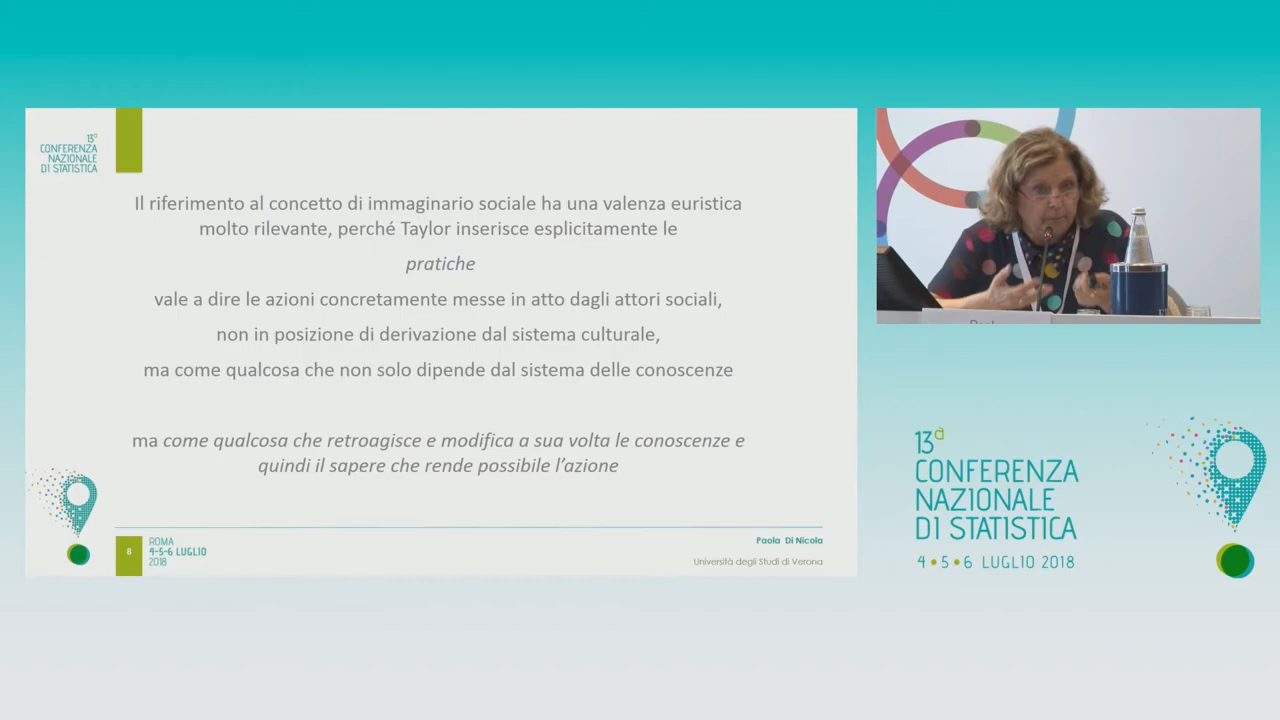 13ª
CONFERENZA
NAZIONALE
DI STATISTICA
Il riferimento al concetto di immaginario sociale ha una valenza euristica
molto rilevante, perché Taylor inserisce esplicitamente le
pratiche
vale a dire le azioni concretamente messe in atto dagli attori sociali,
non in posizione di derivazione dal sistema culturale,
ma come qualcosa che non solo dipende dal sistema delle conoscenze
ma come qualcosa che retroagisce e modifica a sua volta le conoscenze e
quindi il sapere che rende possibile l'azione
8
ROMA
4-5-6 LUGLIO
2018
Paola Di Nicola
Università degli Studi di Verona
13ª
CONFERENZA
NAZIONALE
DI STATISTICA
4 • 5 • 6 LUGLIO 2018